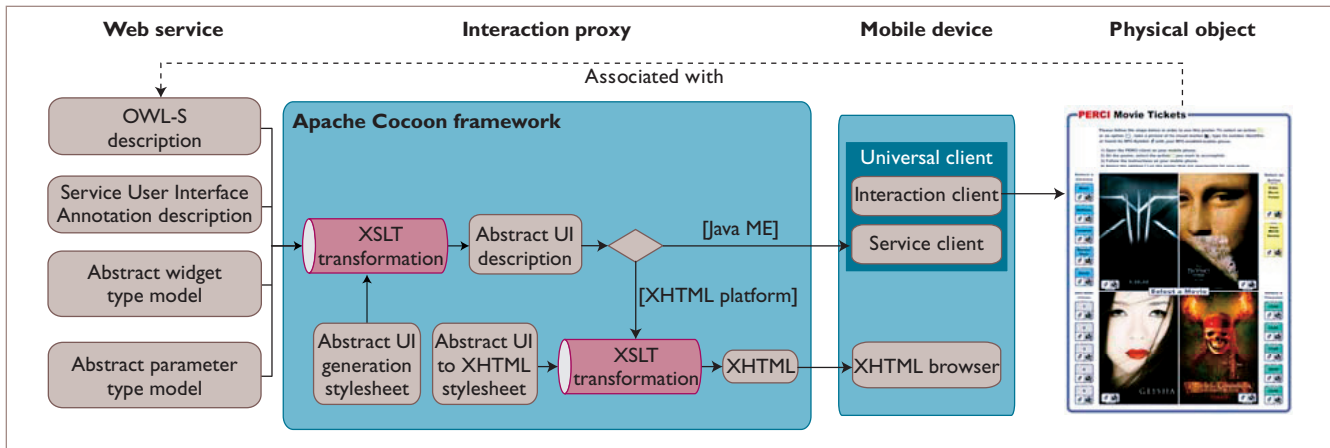 Web service
Interaction proxy
Mobile device
Physical object
Associated with
OWL-S
description
Service User Interface
Annotation description
Abstract widget
type model
Abstract parameter
type model
Apache Cocoon framework
XSLT
transformation
Abstract UI
description
[Java ME]
[XHTML platform]
Abstract UI
generation
stylesheet
Abstract UI
to XHTML
stylesheet
XSLT
transformation
XHTML
Universal client
Interaction client
Service client
XHTML browser
PERCI Movie Tickets
Select a Movie
GEISHA